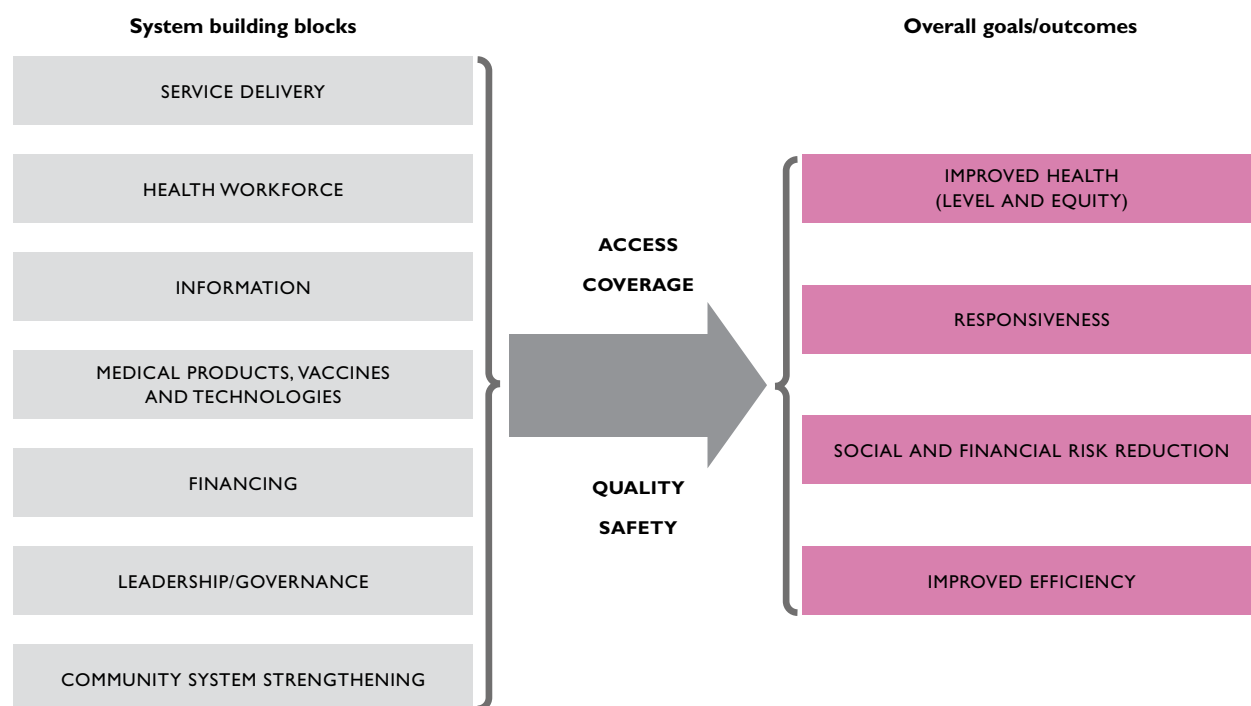 System building blocks
SERVICE DELIVERY
HEALTH WORKFORCE
INFORMATION
MEDICAL PRODUCTS, VACCINES
AND TECHNOLOGIES
FINANCING
LEADERSHIP/GOVERNANCE
COMMUNITY SYSTEM STRENGTHENING
ACCESS
COVERAGE
QUALITY
SAFETY
Overall goals/outcomes
IMPROVED HEALTH
(LEVEL AND EQUITY)
RESPONSIVENESS
SOCIAL AND FINANCIAL RISK REDUCTION
IMPROVED EFFICIENCY